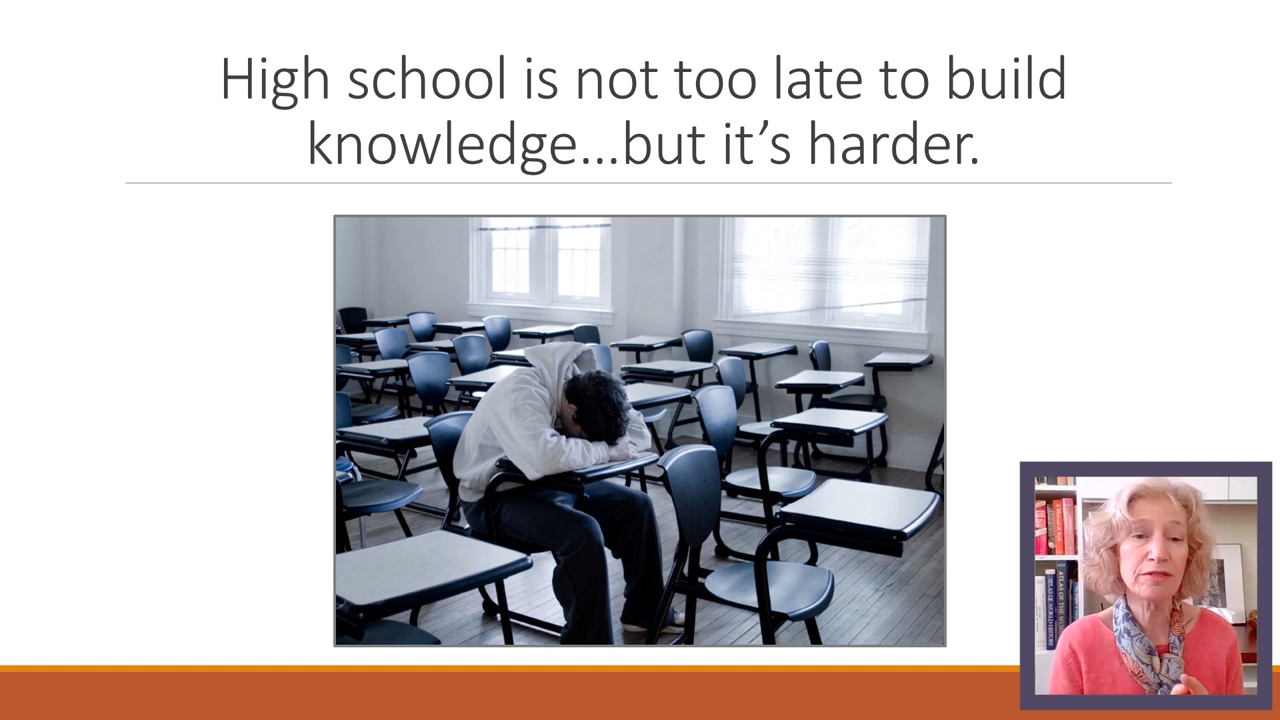 High school is not too late to build
knowledge...but it’s harder.